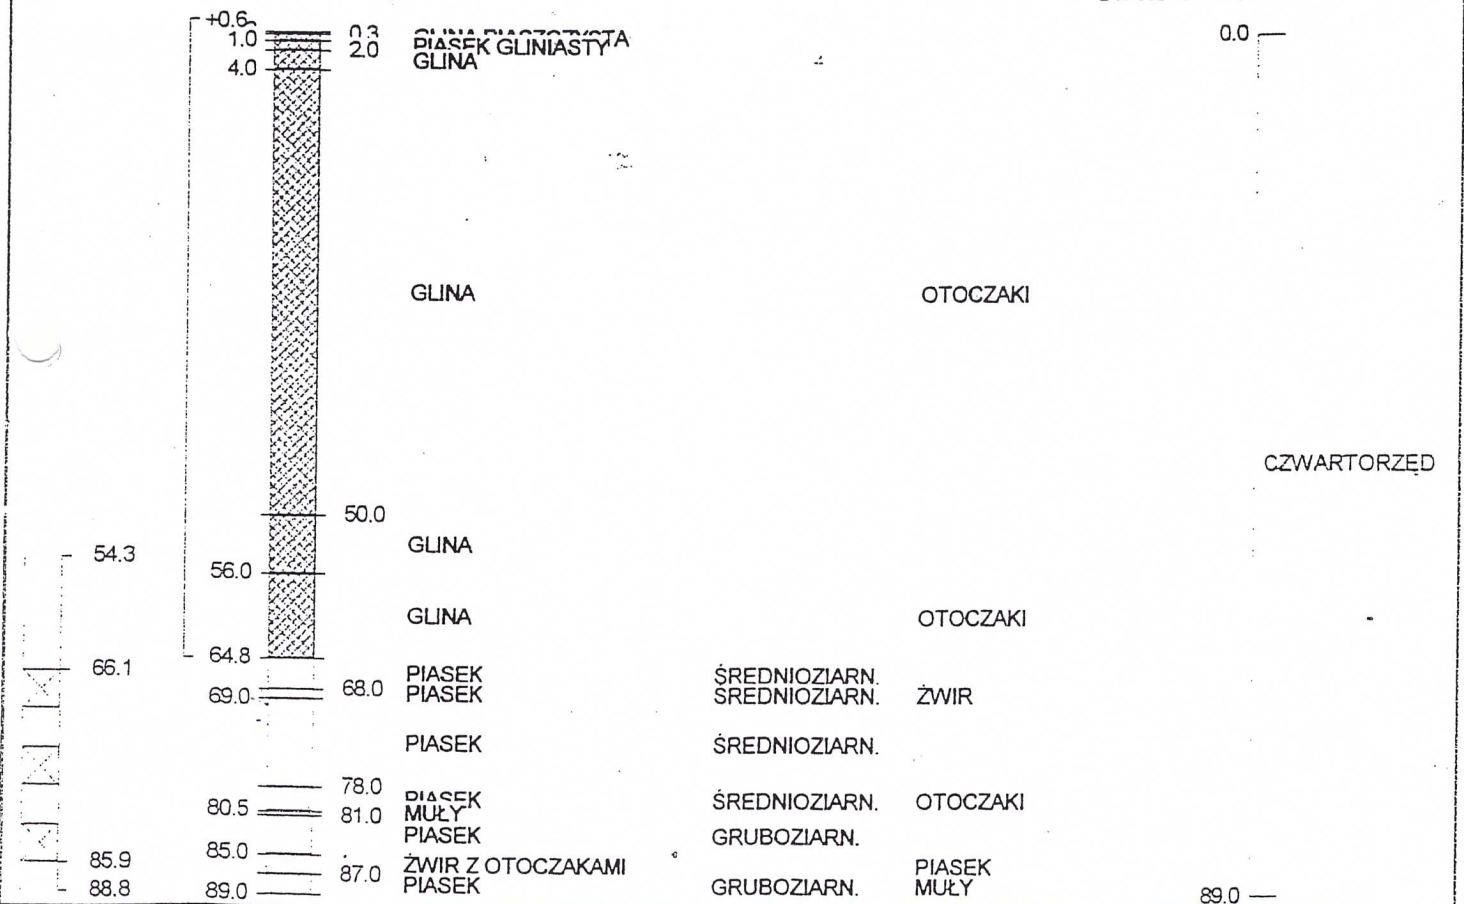 +0.6
0.3 0.0
1.0 PIASEK GLINIASTY
2.0
4.0 GLINA
GLINA OTOCZAKI
CZWARTORZĘD
50.0
54.3 GLINA
56.0
GLINA OTOCZAKI
64.8
66.1 PIASEK ŚREDNIOZIARN.
69.0 68.0 PIASEK ŚREDNIOZIARN. ŻWIR
PIASEK ŚREDNIOZIARN.
78.0
80.5 PIASEK ŚREDNIOZIARN. OTOCZAKI
81.0 MUŁY
PIASEK GRUBOZIARN.
85.0
85.9 87.0 ŻWIR Z OTOCZAKAMI PIASEK
88.8 89.0 PIASEK GRUBOZIARN. MUŁY 89.0